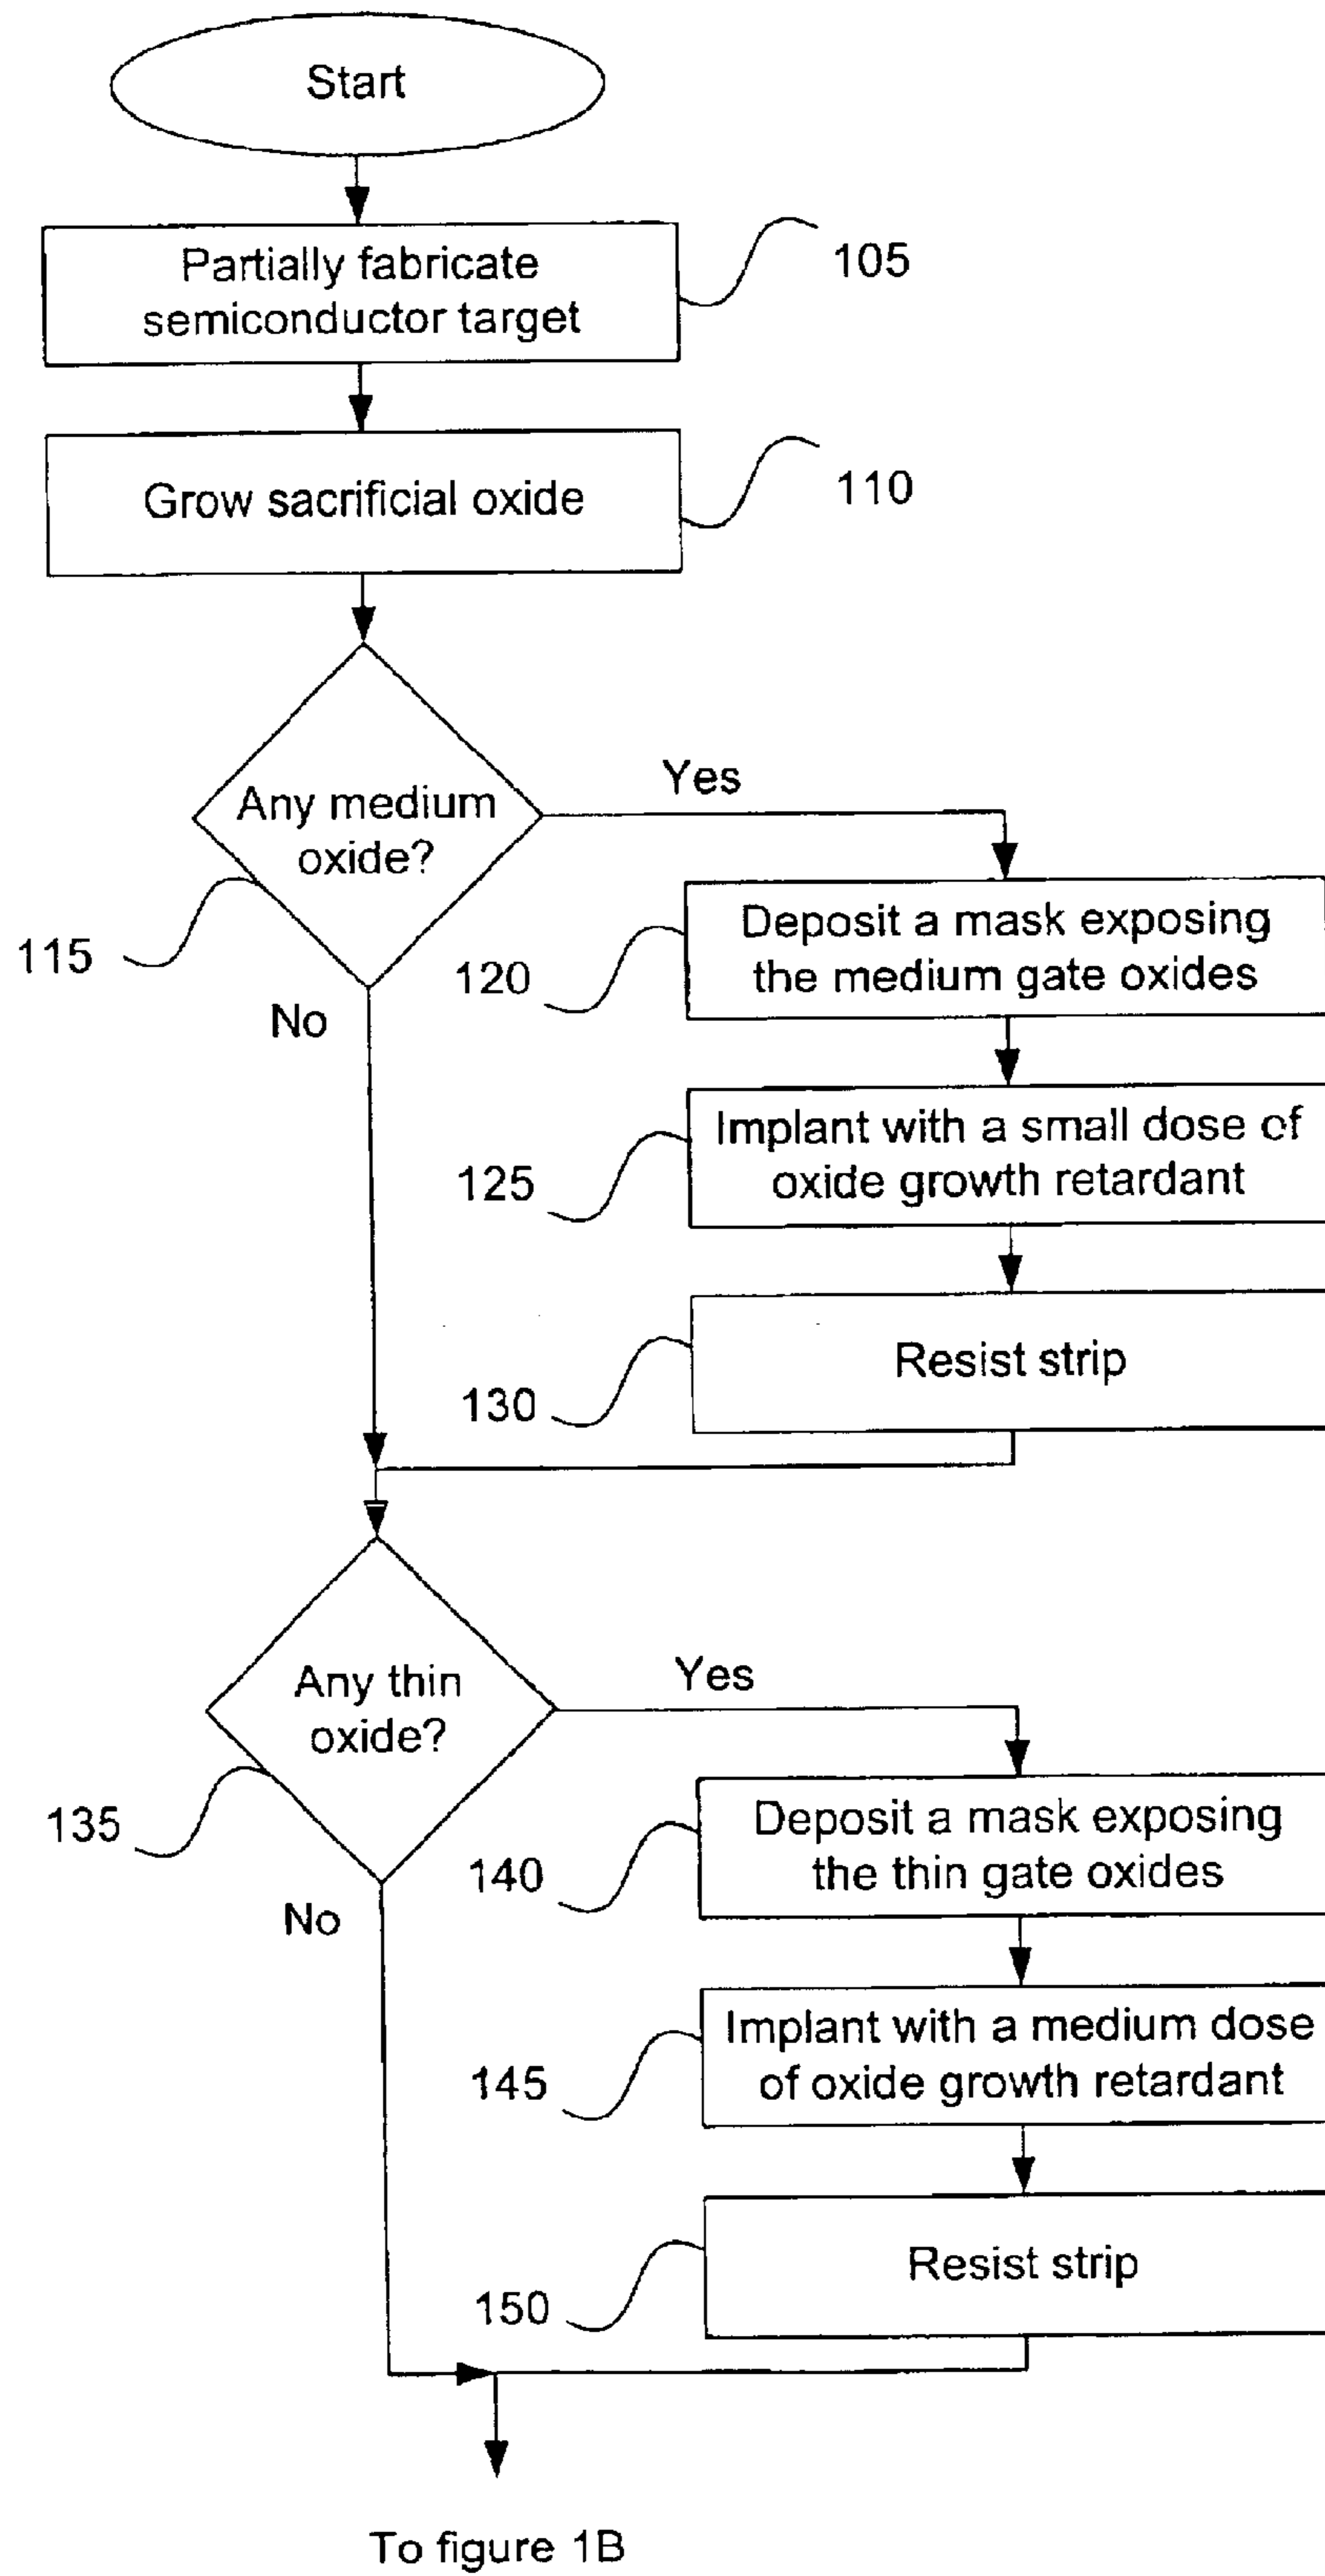 Start
Partially fabricate
semiconductor target
105
Grow sacrificial oxide
110
Any medium
oxide?
115
Yes
No
Deposit a mask exposing
the medium gate oxides
120
Implant with a small dose of
oxide growth retardant
125
Resist strip
130
Any thin
oxide?
135
Yes
No
Deposit a mask exposing
the thin gate oxides
140
Implant with a medium dose
of oxide growth retardant
145
Resist strip
150
To figure 1B